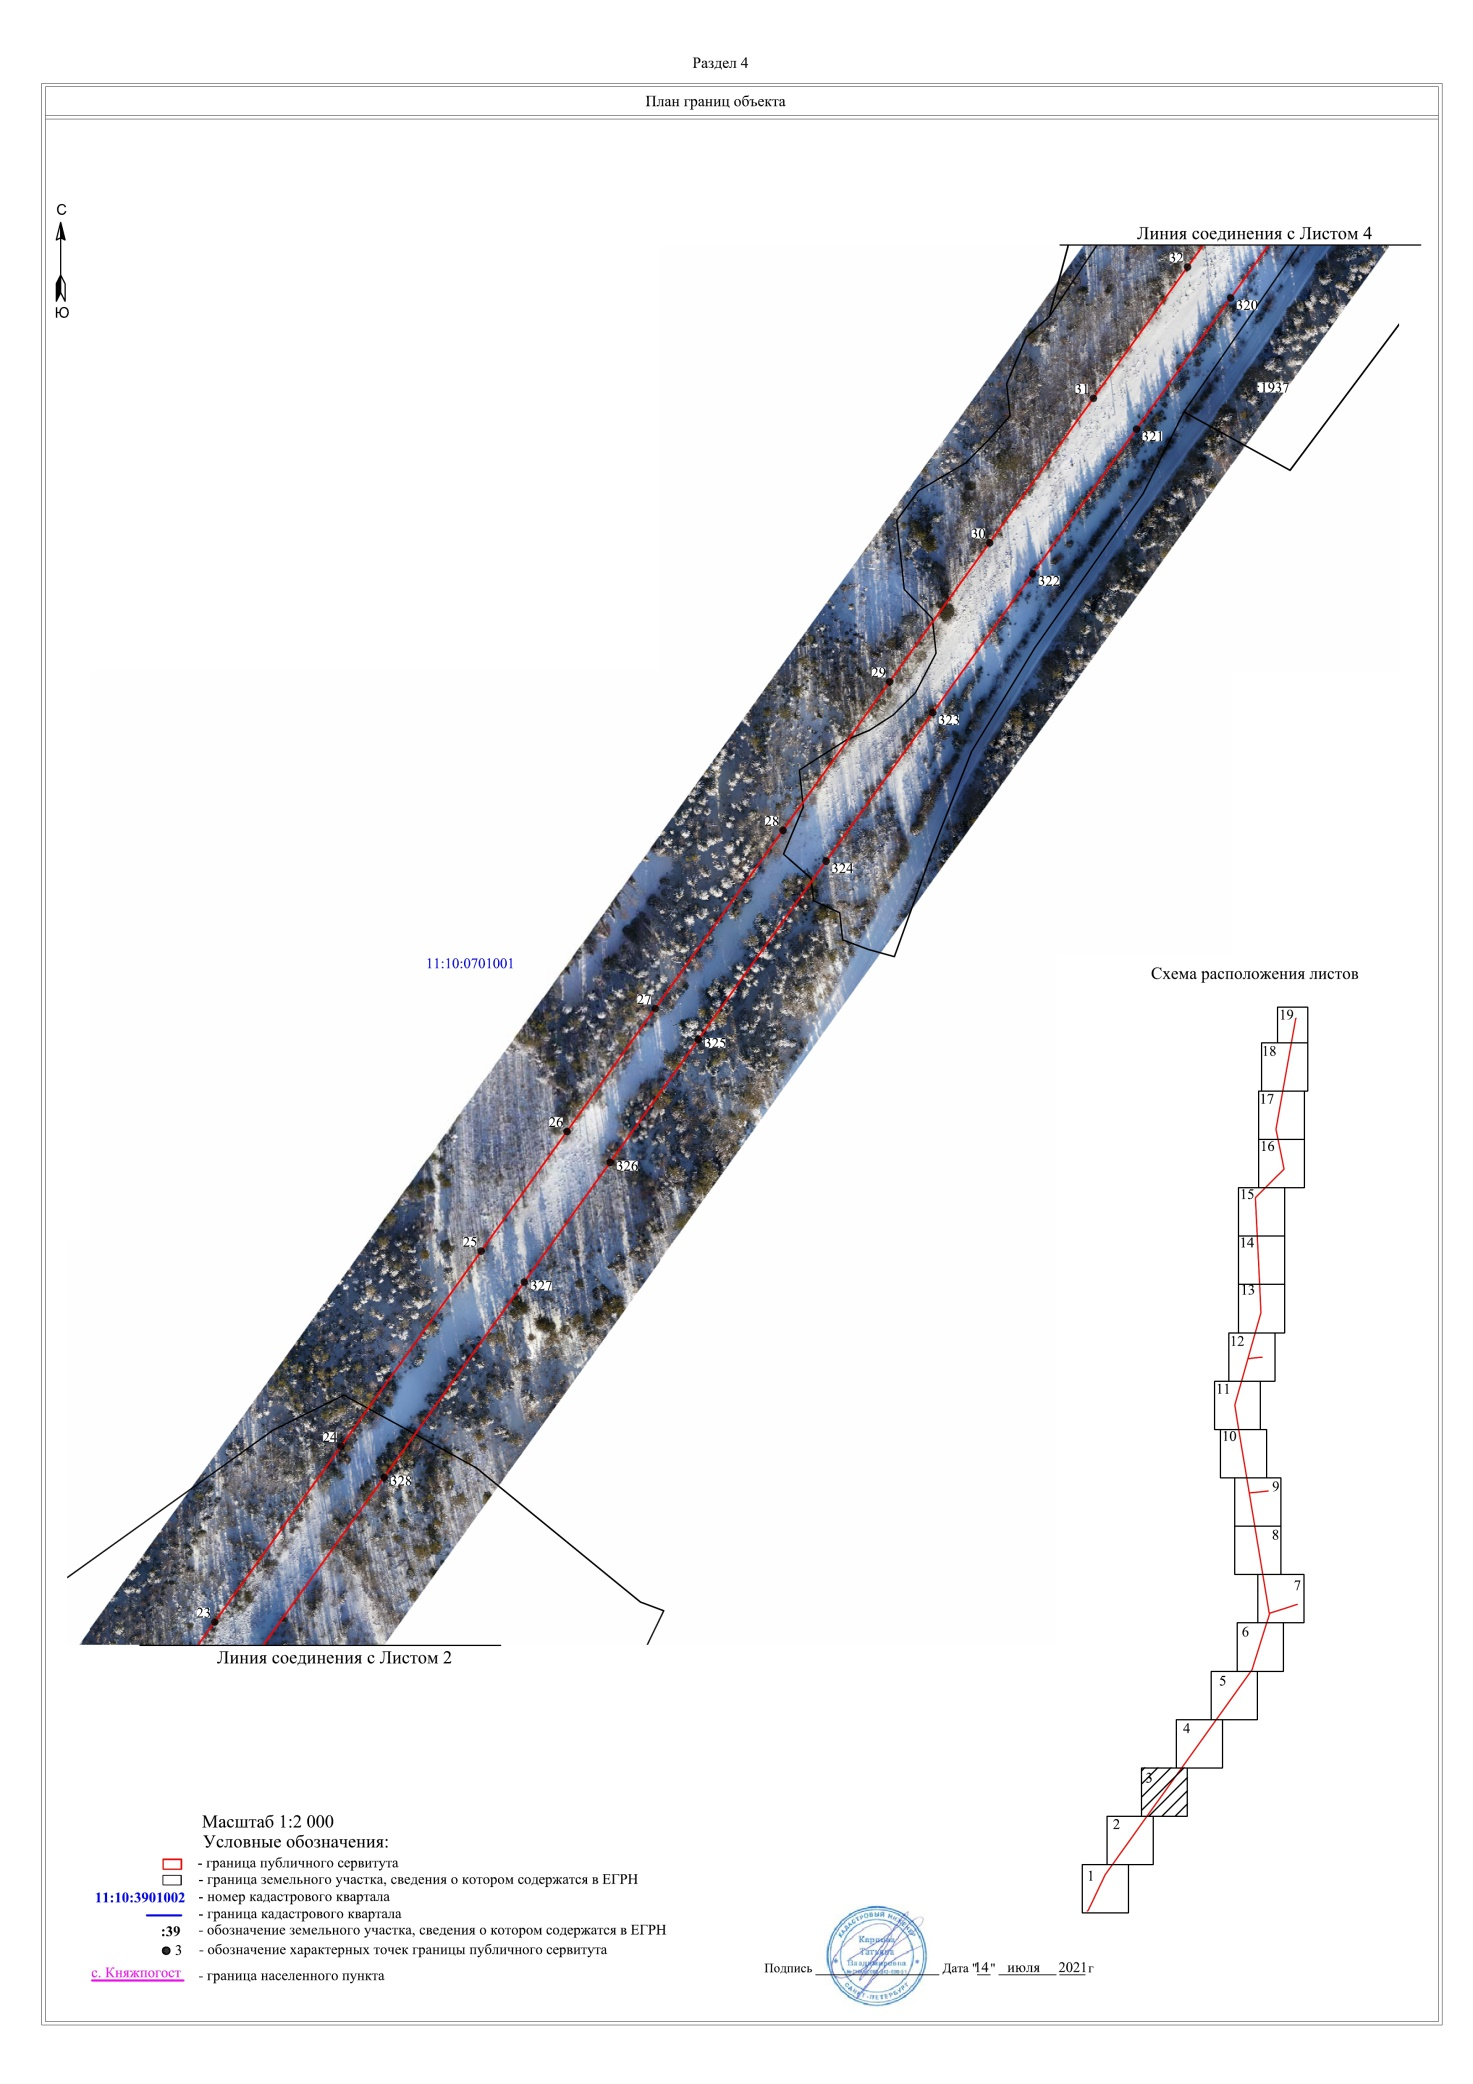 Раздел 4
План границ объекта
С
Ю
Линия соединения с Листом 4
32
320
:1937
31
321
30
322
29
323
28
324
11:10:0701001
27
325
26
326
25
327
24
328
23
Линия соединения с Листом 2
Схема расположения листов
19
18
17
16
15
14
13
12
11
10
9
8
7
6
5
4
3
2
1
Масштаб 1:2 000
Условные обозначения:
- граница публичного сервитута
- граница земельного участка, сведения о котором содержатся в ЕГРН
11:10:3901002 - номер кадастрового квартала
- граница кадастрового квартала
:39 - обозначение земельного участка, сведения о котором содержатся в ЕГРН
3 - обозначение характерных точек границы публичного сервитута
с. Княжпогост - граница населенного пункта
Подпись Дата "14" июля 2021 г
КАДАСТРОВЫЙ ИНЖЕНЕР
Татьяна
САНКТ-ПЕТЕРБУРГ